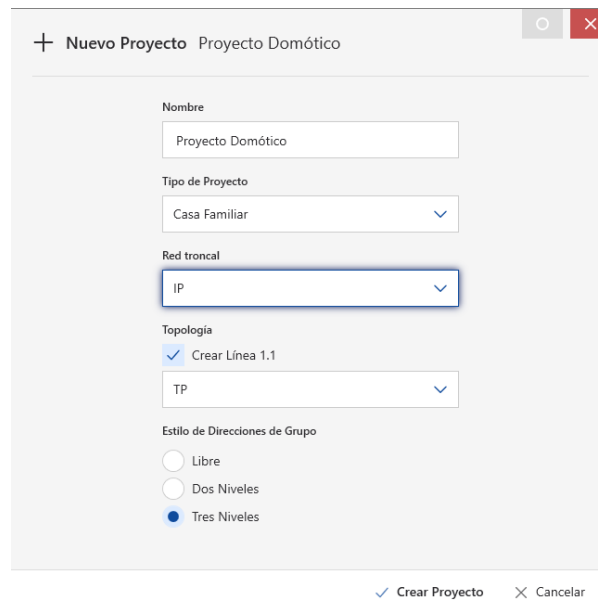 Nuevo Proyecto Proyecto Domótico
Nombre
Proyecto Domótico
Tipo de Proyecto
Casa Familiar
Red troncal
IP
Topología
Crear Línea 1.1
TP
Estilo de Direcciones de Grupo
Libre
Dos Niveles
Tres Niveles
Crear Proyecto Cancelar